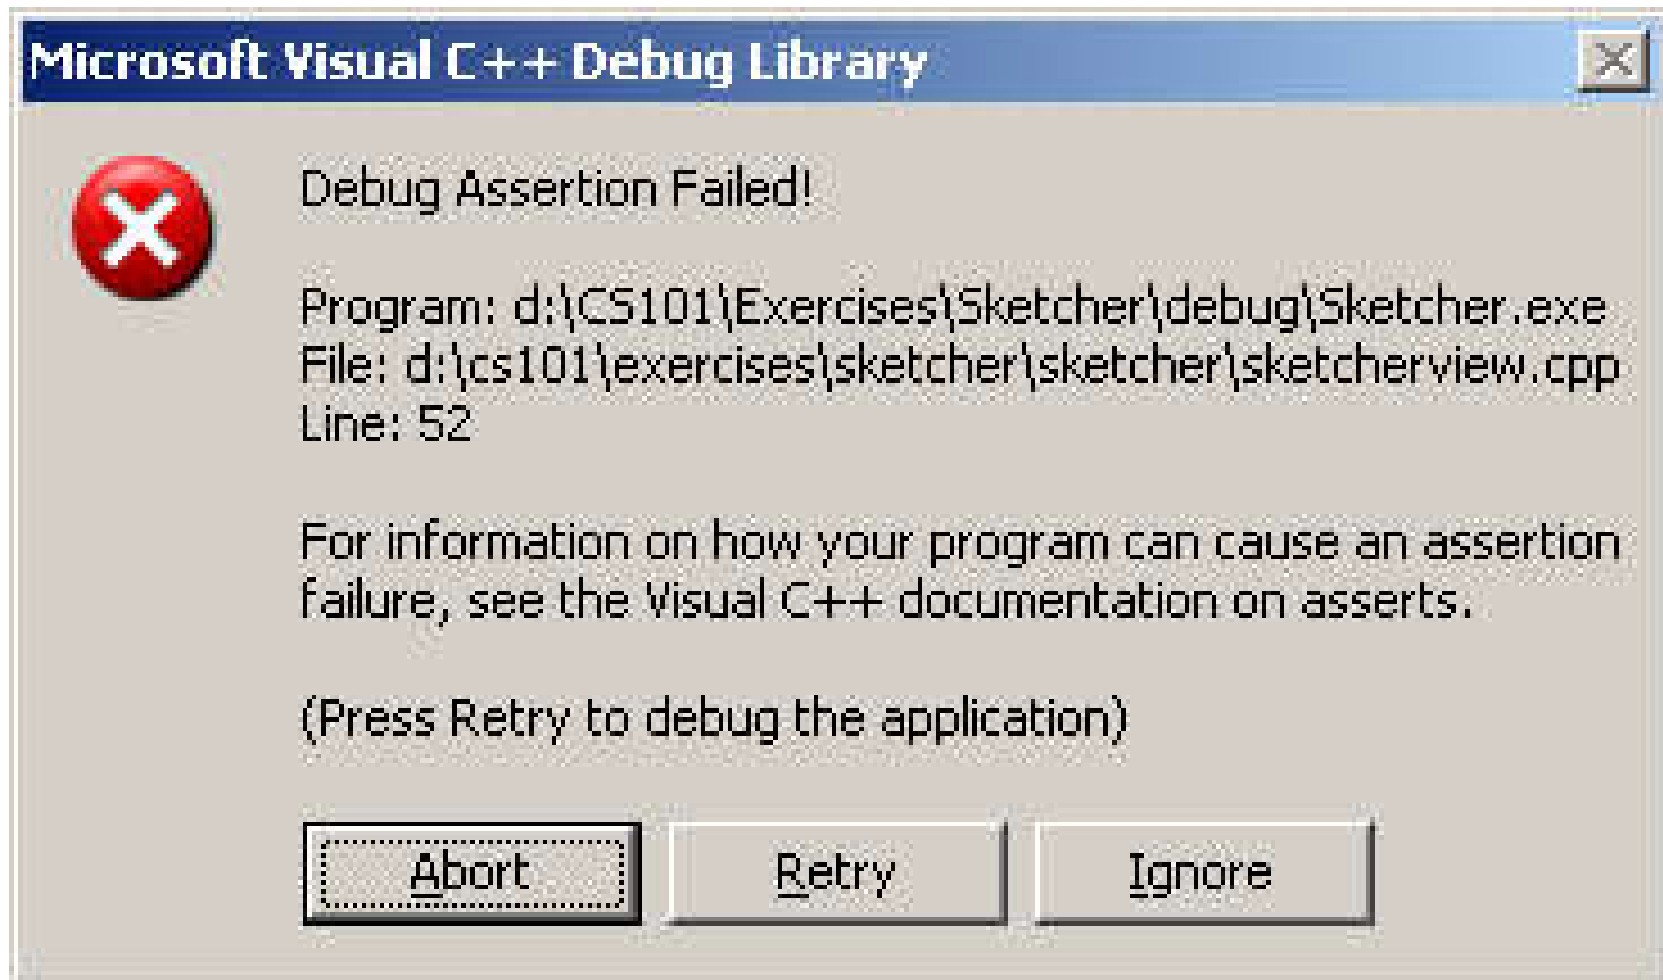 Microsoft Visual C++ Debug Library
Debug Assertion Failed!
Program: d:\CS101\Exercises\Sketcher\debug\Sketcher.exe
File: d:\cs101\exercises\sketcher\sketcher\sketcherview.cpp
Line: 52
For information on how your program can cause an assertion
failure, see the Visual C++ documentation on asserts.
(Press Retry to debug the application)
Abort Retry Ignore